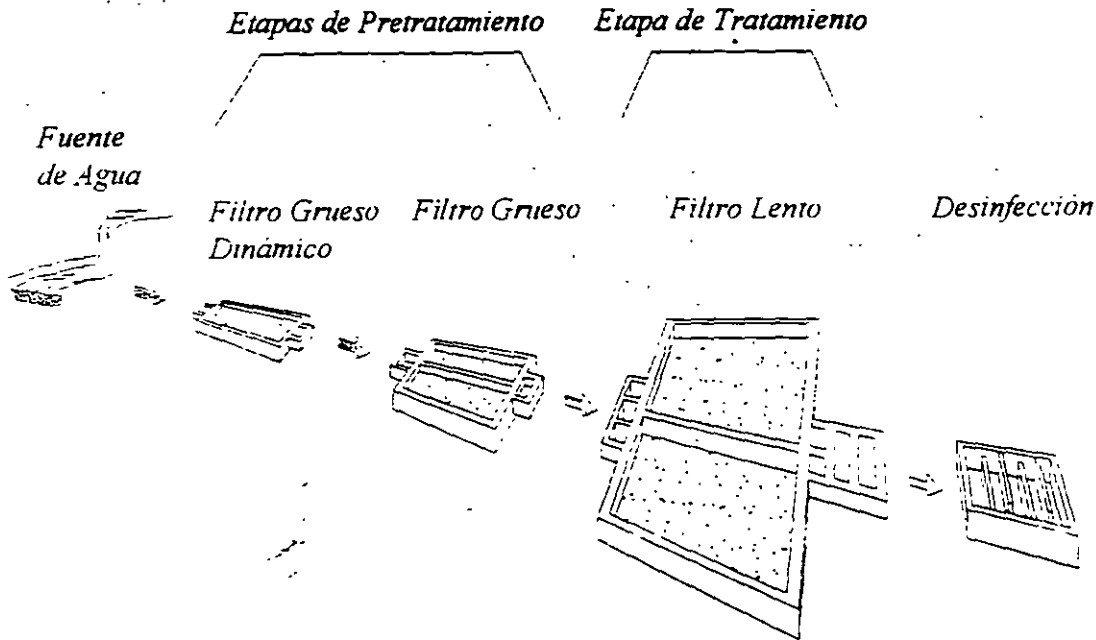 Etapas de Pretratamiento
Etapa de Tratamiento
Fuente
de Agua
Filtro Grueso
Dinámico
Filtro Grueso
Filtro Lento
Desinfección